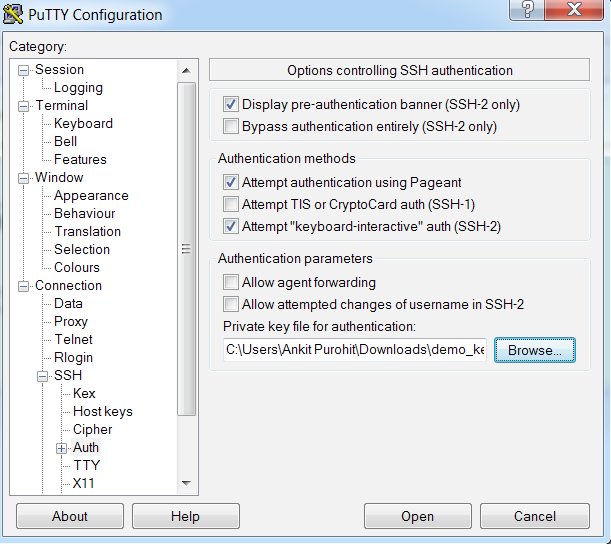 PuTTY Configuration
?
X
Category:
Session
Logging
Terminal
Keyboard
Bell
Features
Window
Appearance
Behaviour
Translation
Selection
Colours
Connection
Data
Proxy
Telnet
Rlogin
SSH
Kex
Host keys
Cipher
Auth
TTY
X11
Options controlling SSH authentication
Display pre-authentication banner (SSH-2 only)
Bypass authentication entirely (SSH-2 only)
Authentication methods
Attempt authentication using Pageant
Attempt TIS or CryptoCard auth (SSH-1)
Attempt "keyboard-interactive" auth (SSH-2)
Authentication parameters
Allow agent forwarding
Allow attempted changes of username in SSH-2
Private key file for authentication:
C:\Users\Ankit Purohit\Downloads\demo_ke
Browse...
About
Help
Open
Cancel